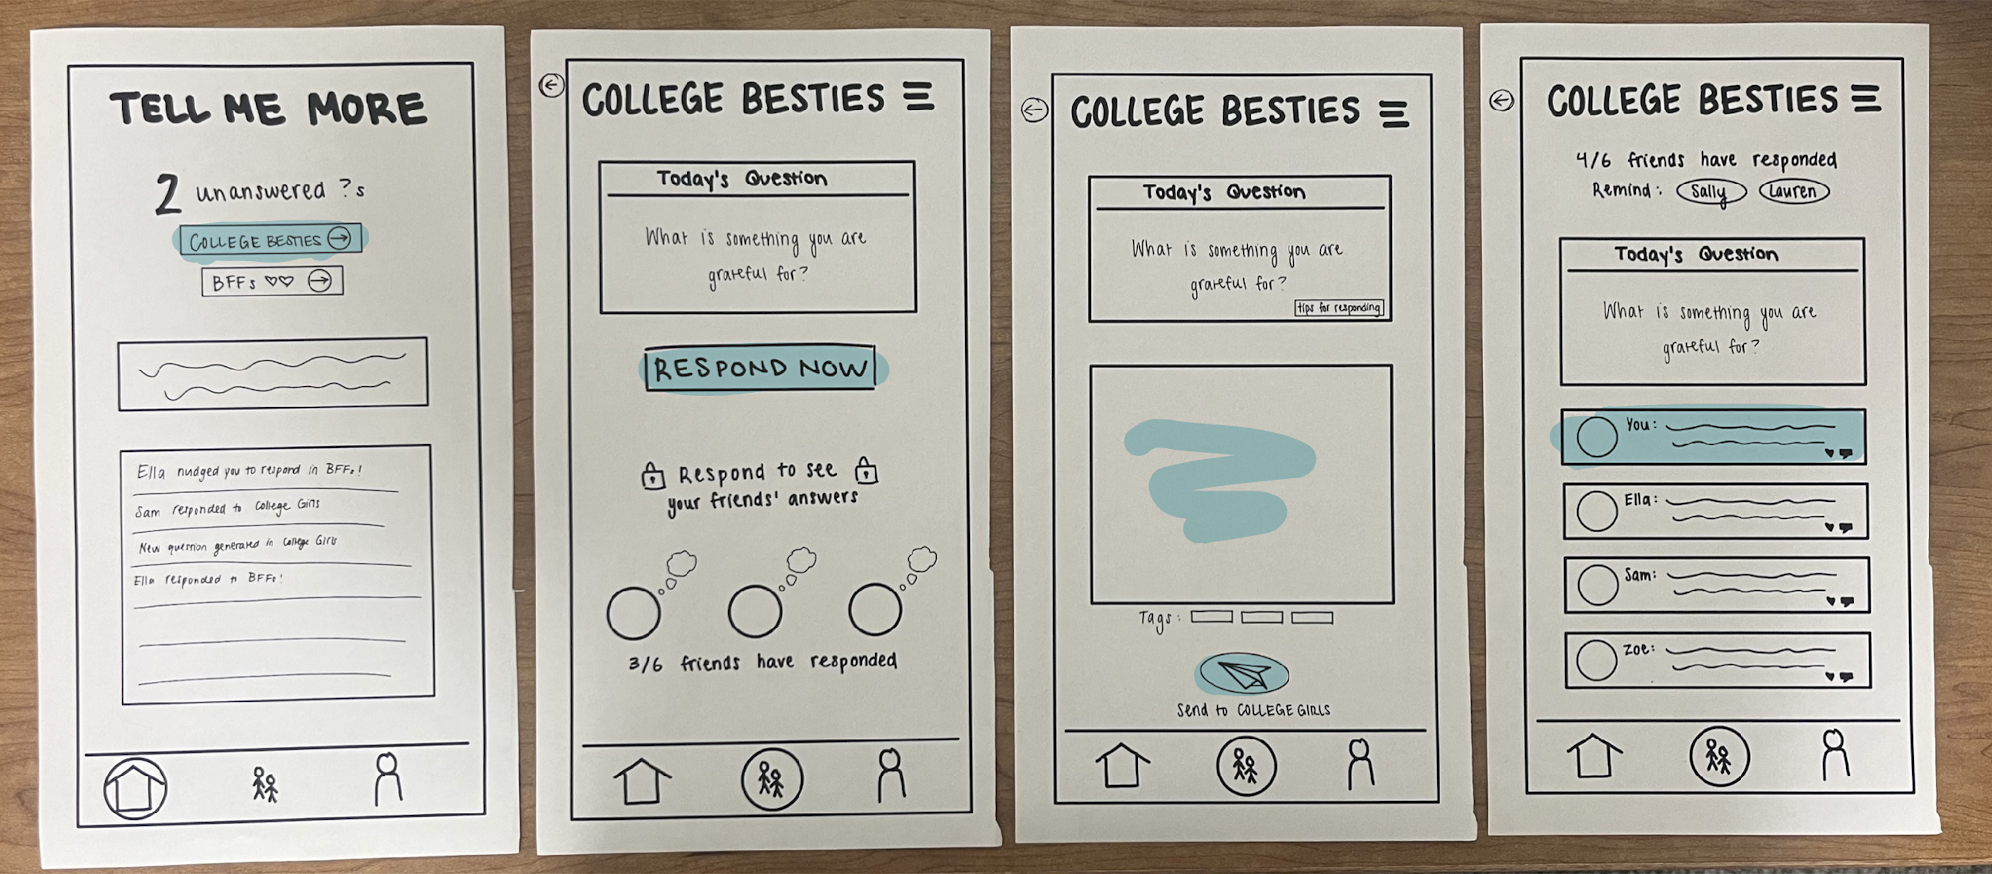 TELL ME MORE
2 unanswered ?s
COLLEGE BESTIES
BFFs ♡♡
Ella nudged you to respond in BFFs!
Sam responded to College Girls
New question generated in College Girls
Ella responded to BFFs!
COLLEGE BESTIES
Today's Question
What is something you are
grateful for?
RESPOND NOW
Respond to see
your friends' answers
3/6 friends have responded
COLLEGE BESTIES
Today's Question
What is something you are
grateful for?
tips for responding
Tags:
Send to COLLEGE GIRLS
COLLEGE BESTIES
4/6 friends have responded
Remind: Sally Lauren
Today's Question
What is something you are
grateful for?
You:
Ella:
Sam:
Zoe: